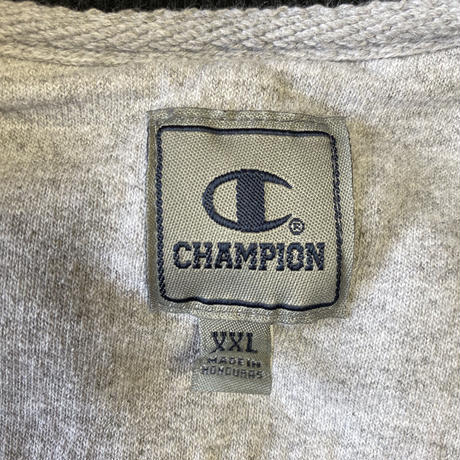 C®
CHAMPION
XXL
MADE IN
HONDURAS